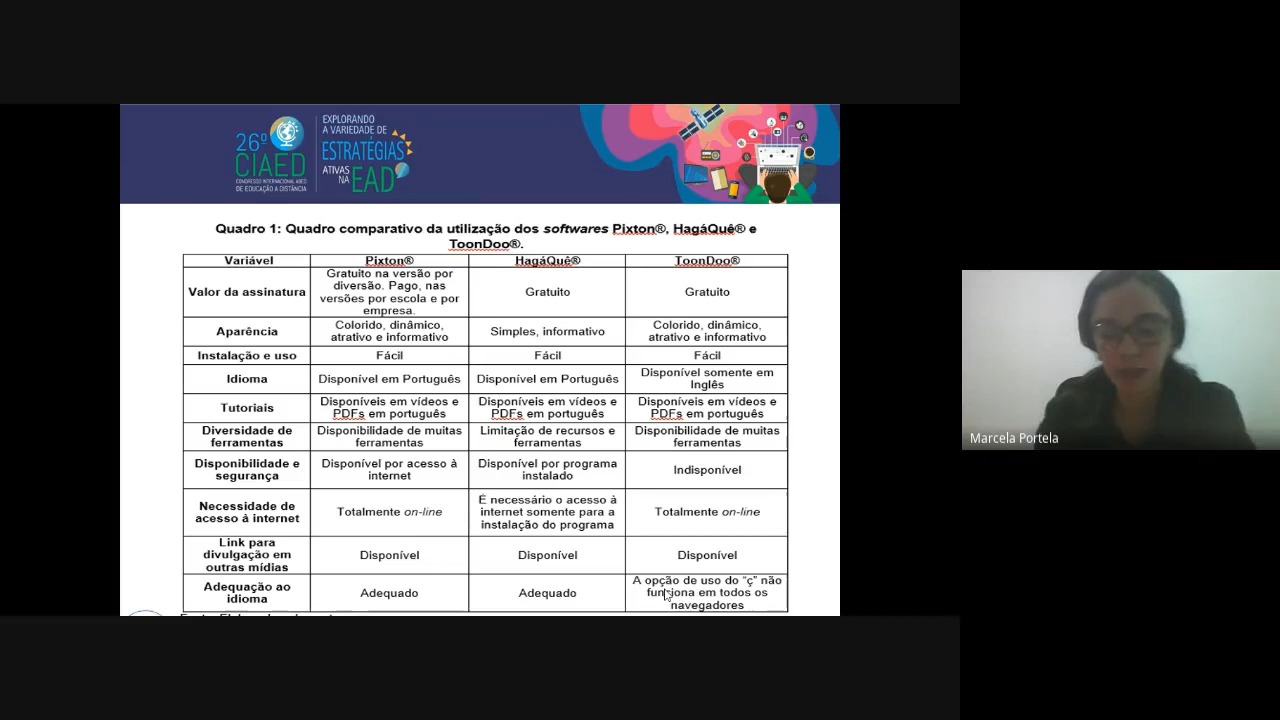 26º
CIAED
CONGRESSO INTERNACIONAL ABED
DE EDUCAÇÃO A DISTÂNCIA
EXPLORANDO
A VARIEDADE DE
ESTRATÉGIAS
ATIVAS
NA EAD
Quadro 1: Quadro comparativo da utilização dos softwares Pixton®, HagáQuê® e
ToonDoo®.
Variável Pixton® HagáQuê® ToonDoo®
Valor da assinatura
Gratuito na versão por
diversão. Pago, nas
versões por escola e por
empresa.
Gratuito
Gratuito
Aparência
Colorido, dinâmico,
atrativo e informativo
Simples, informativo
Colorido, dinâmico,
atrativo e informativo
Instalação e uso Fácil Fácil Fácil
Idioma
Disponível em Português
Disponível em Português
Disponível somente em
Inglês
Tutoriais
Disponíveis em vídeos e
PDFs em português
Disponíveis em vídeos e
PDFs em português
Disponíveis em vídeos e
PDFs em português
Diversidade de
ferramentas
Disponibilidade de muitas
ferramentas
Limitação de recursos e
ferramentas
Disponibilidade de muitas
ferramentas
Disponibilidade e
segurança
Disponível por acesso à
internet
Disponível por programa
instalado
Indisponível
Necessidade de
acesso à internet
Totalmente on-line
É necessário o acesso à
internet somente para a
instalação do programa
Totalmente on-line
Link para
divulgação em
outras mídias
Disponível
Disponível
Disponível
Adequação ao
idioma
Adequado
Adequado
A opção de uso do “ç” não
funciona em todos os
navegadores
Marcela Portela